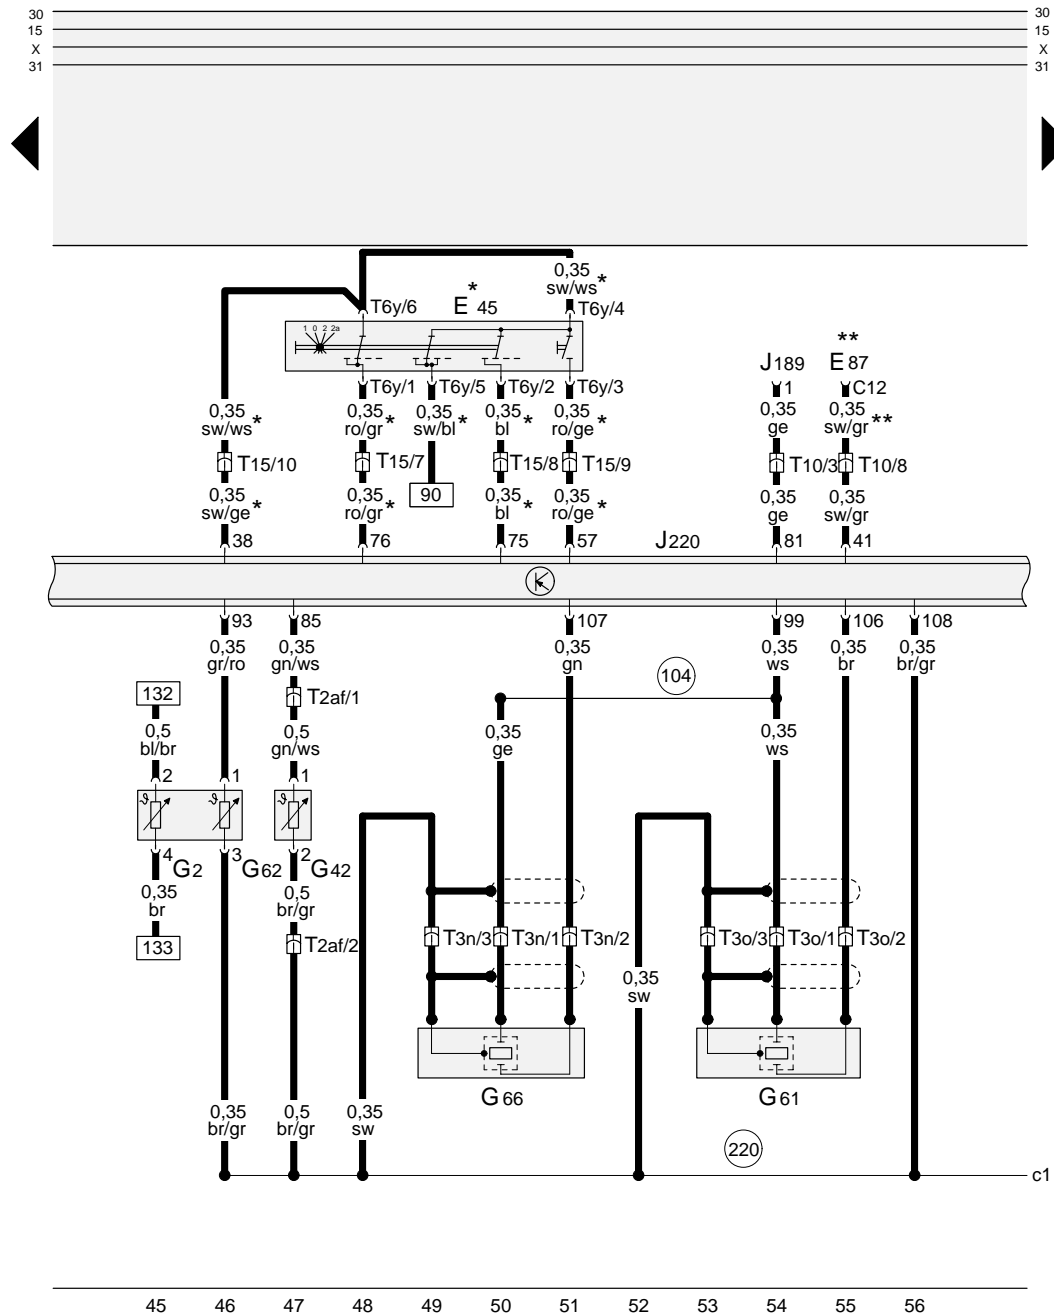 30 30
15 15
X X
31 31
0,35
sw/ws*
T6y/6 E* 45 T6y/4
1 0 2 2a
J189 **E87
T6y/1 T6y/5 T6y/2 T6y/3 1 C12
0,35 0,35 0,35 0,35 0,35 0,35 0,35
sw/ws* ro/gr* sw/bl* bl * ro/ge* ge sw/gr**
T15/10 T15/7 T15/8 T15/9 T10/3 T10/8
90
0,35 0,35 0,35 0,35 0,35 0,35
sw/ge* ro/gr* bl * ro/ge* ge sw/gr
38 76 75 57 J220 81 41
93 85 107 99 106 108
0,35 0,35 0,35 0,35 0,35 0,35
gr/ro gn/ws gn ws br br/gr
104
132 T2af/1
0,5 0,5 0,35 0,35
bl/br gn/ws ge ws
2 1 1
ϑ ϑ ϑ
4 G2 3 G62 2 G42
0,35 0,5
br br/gr
133 T2af/2 T3n/3 T3n/1 T3n/2 T3o/3 T3o/1 T3o/2
0,35
sw
G66 G61
0,35 0,5 0,35
br/gr br/gr sw
220
c1
45 46 47 48 49 50 51 52 53 54 55 56